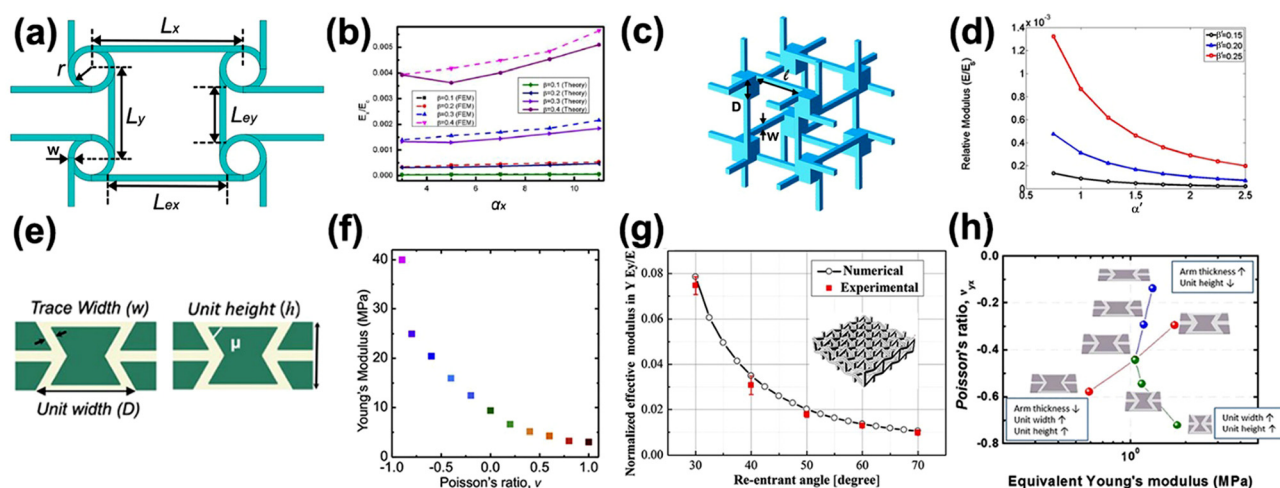 (a)
Lx
r
Ly
Ley
w
Lex
(b)
0.005
0.004
0.003
0.002
0.001
0.000
β=0.1 (FEM)
β=0.2 (FEM)
β=0.3 (FEM)
β=0.4 (FEM)
β=0.1 (Theory)
β=0.2 (Theory)
β=0.3 (Theory)
β=0.4 (Theory)
4
6
8
10
αx
(c)
ℓ
D
W
(d)
x 10⁻³
1.4
1.2
1
0.8
0.6
0.4
0.2
0
β'=0.15
β'=0.20
β'=0.25
Relative Modulus (E/Eb)
0.5
1
1.5
2
2.5
α'
(e)
Trace Width (w)
Unit height (h)
μ
Unit width (D)
(f)
Young's Modulus (MPa)
40
30
20
10
0
-1.0
-0.5
0.0
0.5
1.0
Poisson's ratio, v
(g)
Normalized effective modulus in Y Ey/E
0.08
0.06
0.04
0.02
0.00
Numerical
Experimental
30
40
50
60
70
Re-entrant angle [degree]
(h)
Poisson's ratio, νyx
0.0
-0.2
-0.4
-0.6
-0.8
Arm thickness ↑
Unit height ↓
Arm thickness ↓
Unit width ↑
Unit height ↑
Unit width ↑
Unit height ↑
10⁰
Equivalent Young's modulus (MPa)